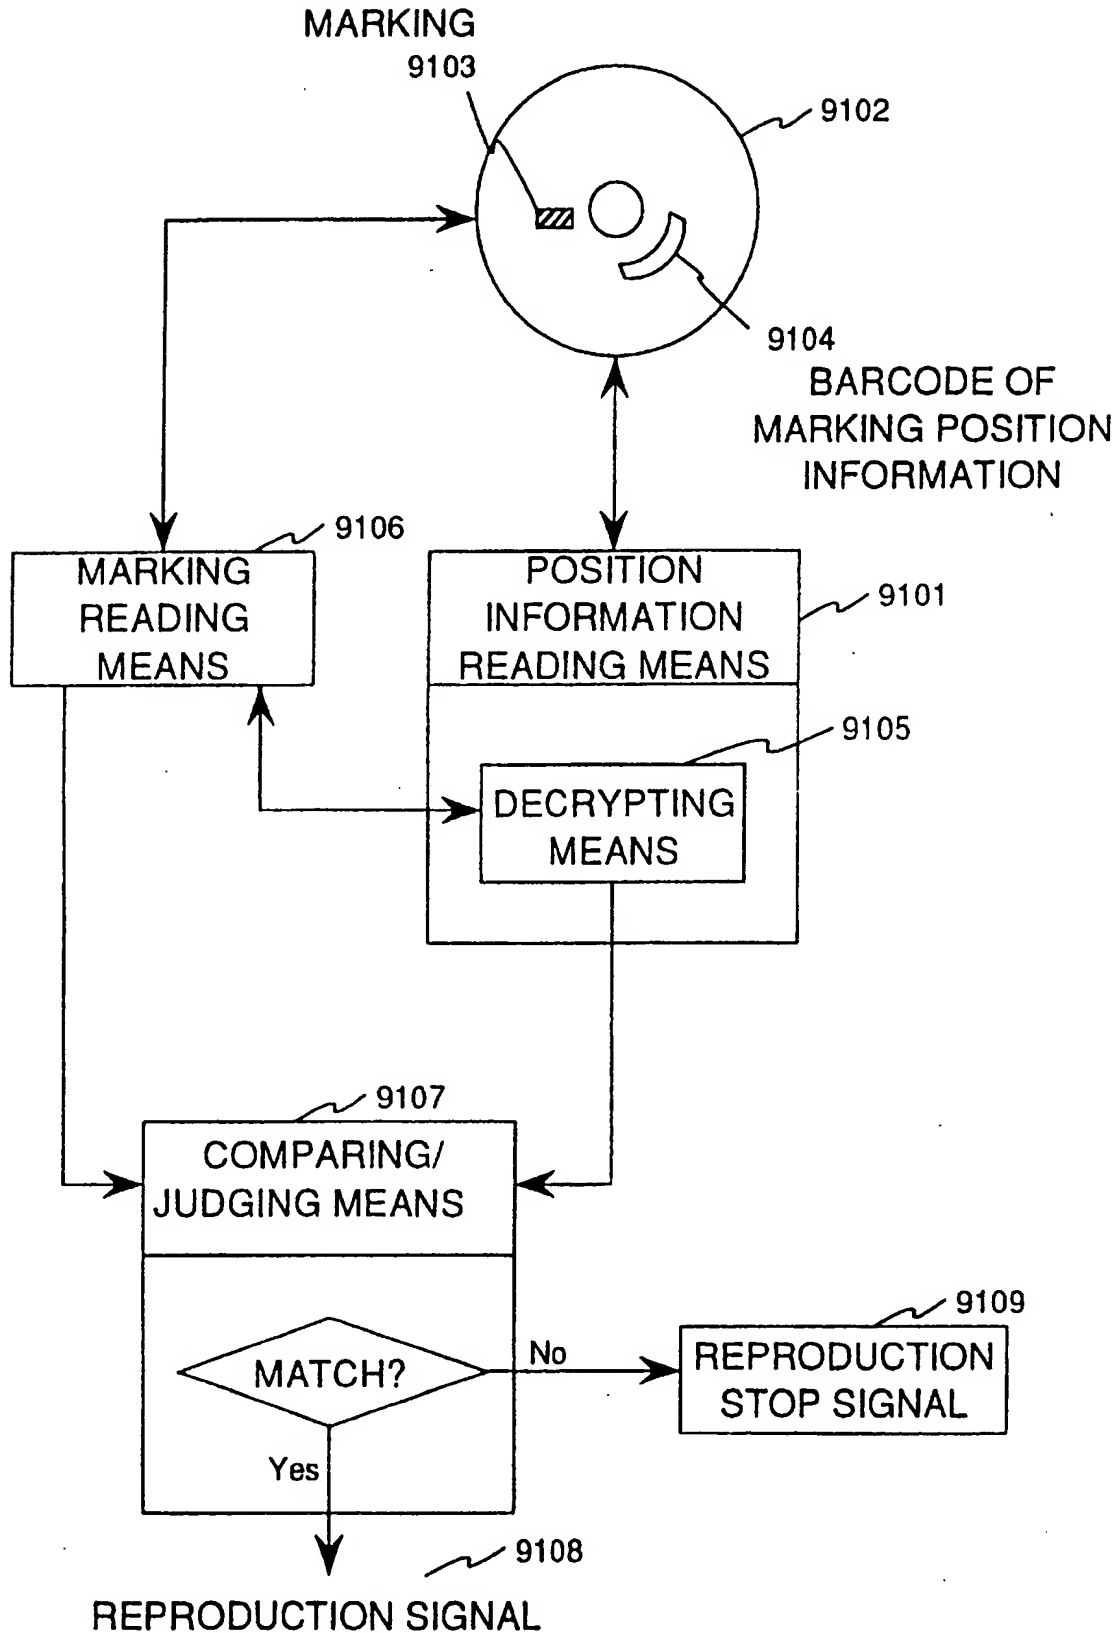 MARKING
9103
9102
9104
BARCODE OF
MARKING POSITION
INFORMATION
9106
MARKING
READING
MEANS
POSITION
INFORMATION
READING MEANS
9101
9105
DECRYPTING
MEANS
9107
COMPARING/
JUDGING MEANS
MATCH?
No
Yes
9109
REPRODUCTION
STOP SIGNAL
9108
REPRODUCTION SIGNAL